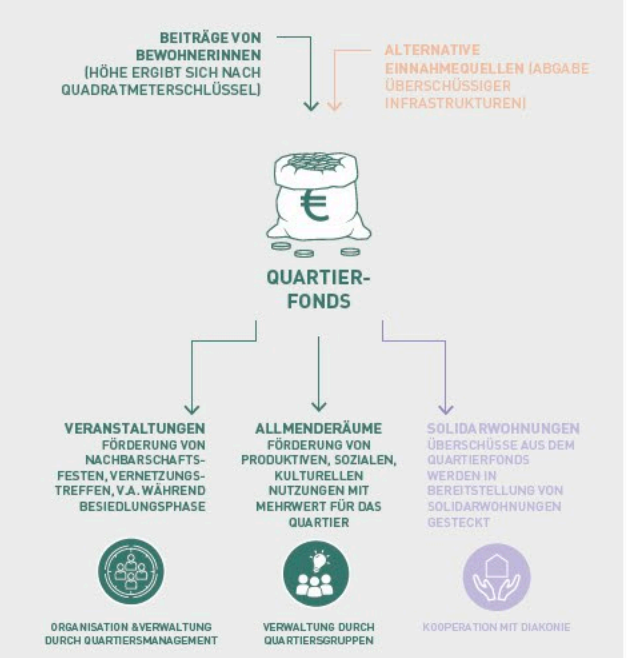 BEITRÄGE VON
BEWOHNERINNEN
(HÖHE ERGIBT SICH NACH
QUADRATMETERSCHLÜSSEL)
ALTERNATIVE
EINNAHMEQUELLEN (ABGABE
ÜBERSCHÜSSIGER
INFRASTRUKTUREN)
€
QUARTIER-
FONDS
VERANSTALTUNGEN
FÖRDERUNG VON
NACHBARSCHAFTS-
FESTEN, VERNETZUNGS-
TREFFEN, V.A. WÄHREND
BESIEDLUNGSPHASE
ORGANISATION &VERWALTUNG
DURCH QUARTIERSMANAGEMENT
ALLMENDERÄUME
FÖRDERUNG VON
PRODUKTIVEN, SOZIALEN,
KULTURELLEN
NUTZUNGEN MIT
MEHRWERT FÜR DAS
QUARTIER
VERWALTUNG DURCH
QUARTIERSGRUPPEN
SOLIDARWOHNUNGEN
ÜBERSCHÜSSE AUS DEM
QUARTIERFONDS
WERDEN IN
BEREITSTELLUNG VON
SOLIDARWOHNUNGEN
GESTECKT
KOOPERATION MIT DIAKONIE